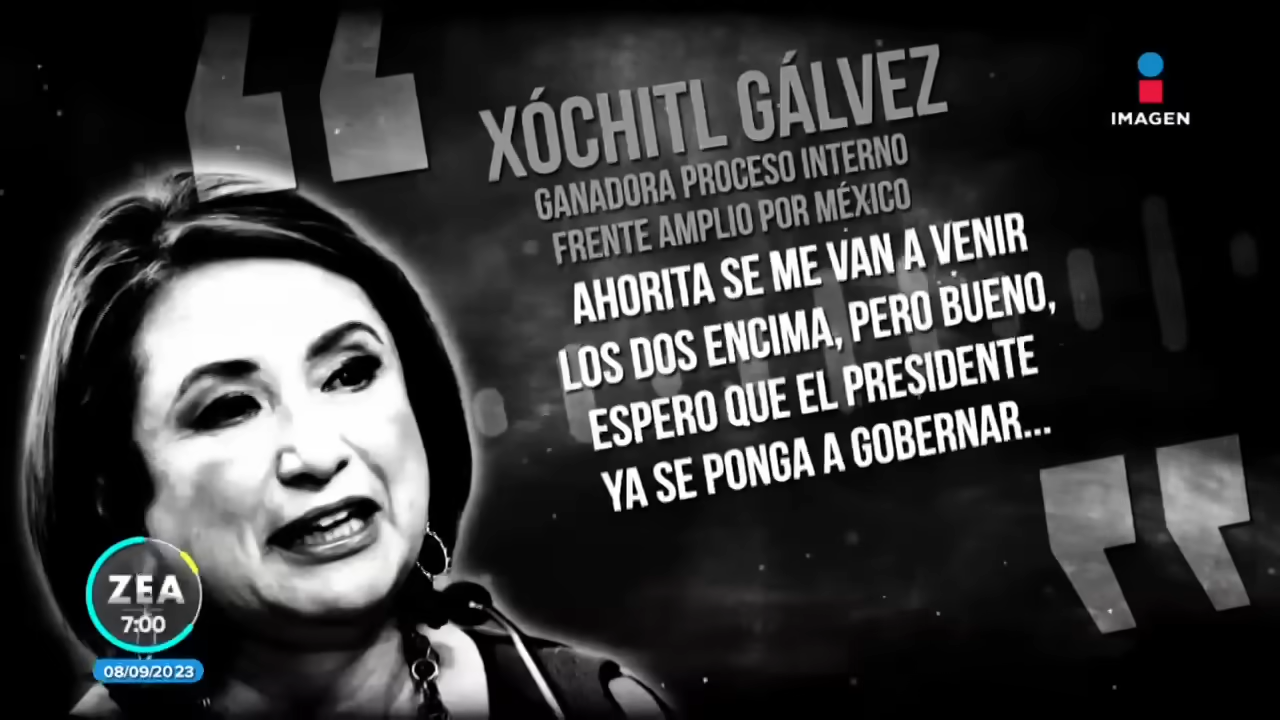 XÓCHITL GÁLVEZ
GANADORA PROCESO INTERNO
FRENTE AMPLIO POR MÉXICO
AHORITA SE ME VAN A VENIR
LOS DOS ENCIMA, PERO BUENO,
ESPERO QUE EL PRESIDENTE
YA SE PONGA A GOBERNAR...
IMAGEN
ZEA
7:00
08/09/2023